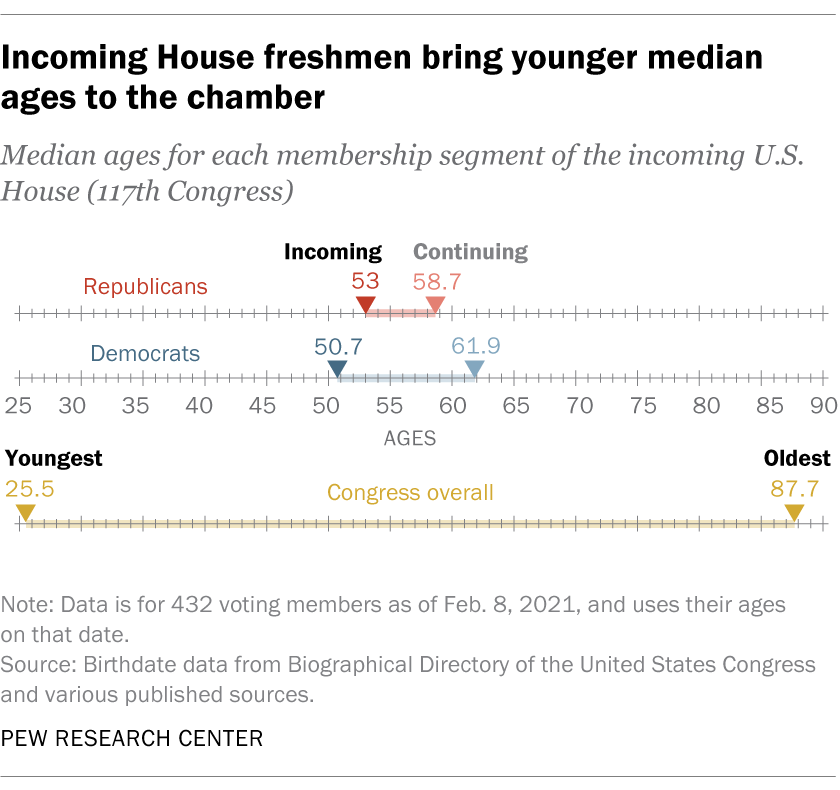 Incoming House freshmen bring younger median
ages to the chamber
Median ages for each membership segment of the incoming U.S.
House (117th Congress)
Incoming Continuing
Republicans 53 58.7
Democrats 50.7 61.9
25 30 35 40 45 50 55 60 65 70 75 80 85 90
AGES
Youngest Oldest
25.5 Congress overall 87.7
Note: Data is for 432 voting members as of Feb. 8, 2021, and uses their ages
on that date.
Source: Birthdate data from Biographical Directory of the United States Congress
and various published sources.
PEW RESEARCH CENTER